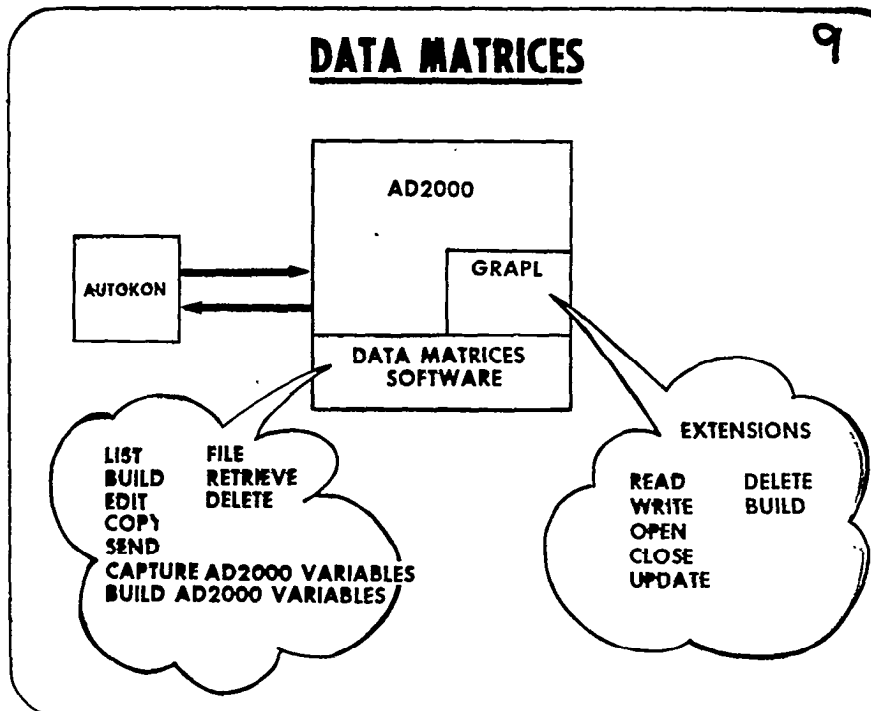 9
DATA MATRICES
AD2000
AUTOKON
GRAPL
DATA MATRICES
SOFTWARE
LIST FILE
BUILD RETRIEVE
EDIT DELETE
COPY
SEND
CAPTURE AD2000 VARIABLES
BUILD AD2000 VARIABLES
EXTENSIONS
READ DELETE
WRITE BUILD
OPEN
CLOSE
UPDATE